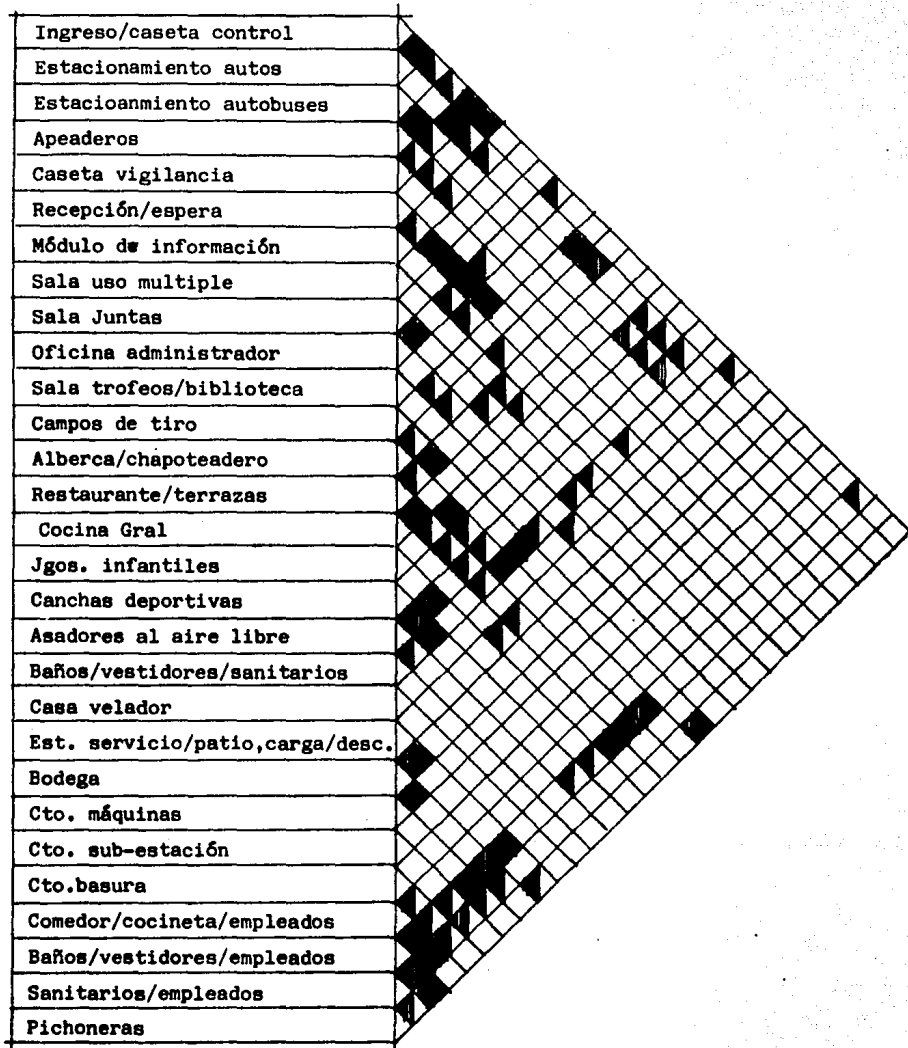 Ingreso/caseta control
Estacionamiento autos
Estacioanmiento autobuses
Apeaderos
Caseta vigilancia
Recepción/espera
Módulo de información
Sala uso multiple
Sala Juntas
Oficina administrador
Sala trofeos/biblioteca
Campos de tiro
Alberca/chapoteadero
Restaurante/terrazas
Cocina Gral
Jgos. infantiles
Canchas deportivas
Asadores al aire libre
Baños/vestidores/sanitarios
Casa velador
Est. servicio/patio,carga/desc.
Bodega
Cto. máquinas
Cto. sub-estación
Cto.basura
Comedor/cocineta/empleados
Baños/vestidores/empleados
Sanitarios/empleados
Pichoneras